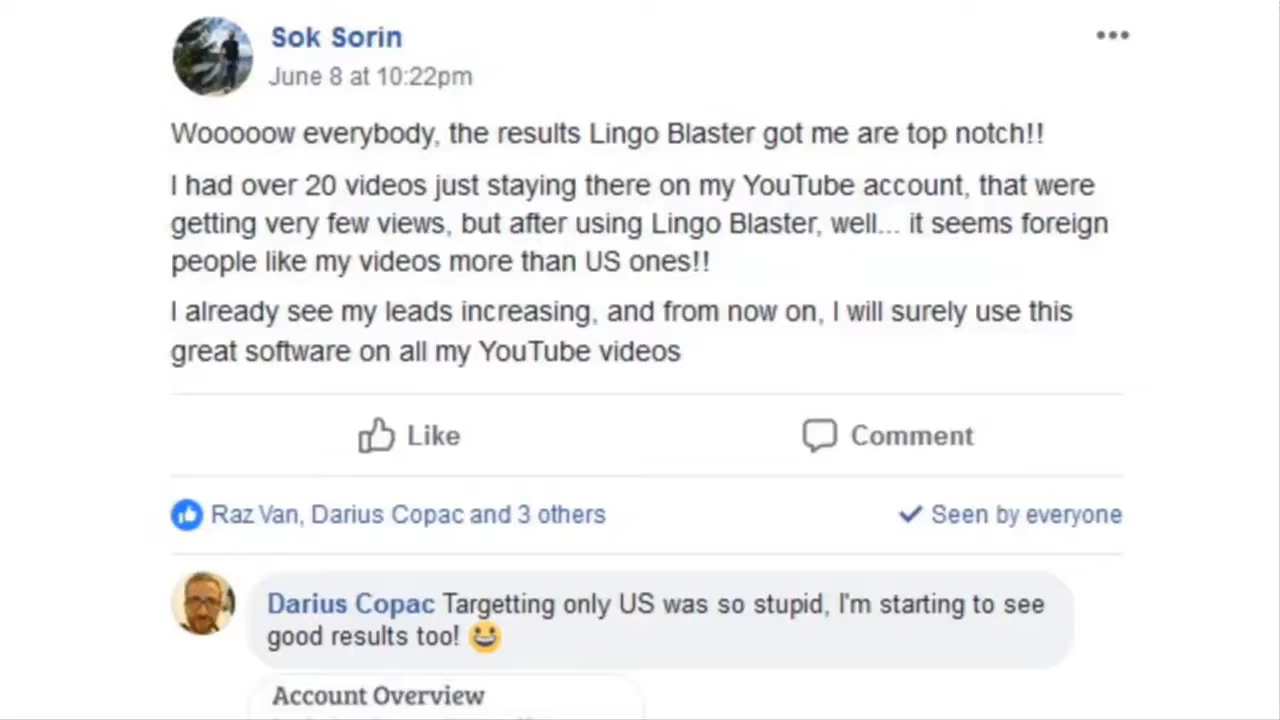 Sok Sorin
June 8 at 10:22pm
Wooooow everybody, the results Lingo Blaster got me are top notch!!
I had over 20 videos just staying there on my YouTube account, that were
getting very few views, but after using Lingo Blaster, well... it seems foreign
people like my videos more than US ones!!
I already see my leads increasing, and from now on, I will surely use this
great software on all my YouTube videos
Like
Comment
Raz Van, Darius Copac and 3 others
Seen by everyone
Darius Copac Targetting only US was so stupid, I'm starting to see
good results too!
Account Overview